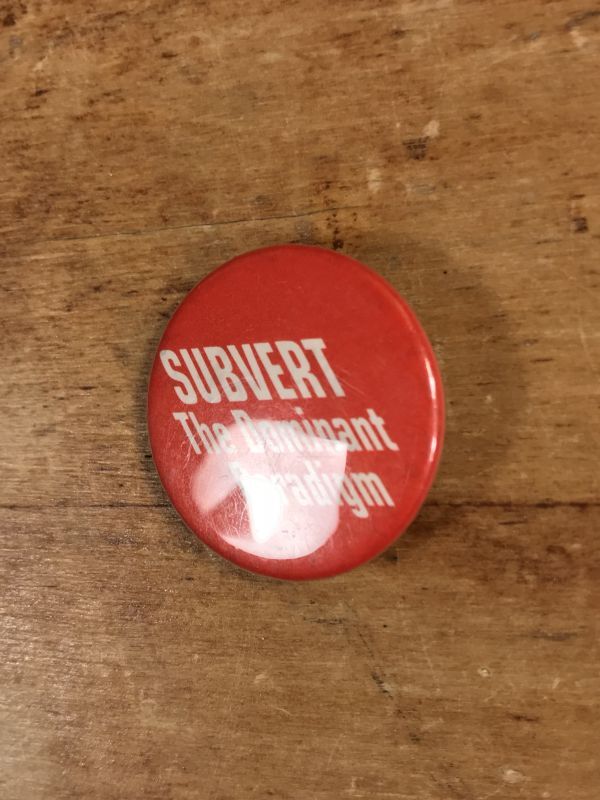 SUBVERT
The Dominant
Paradigm